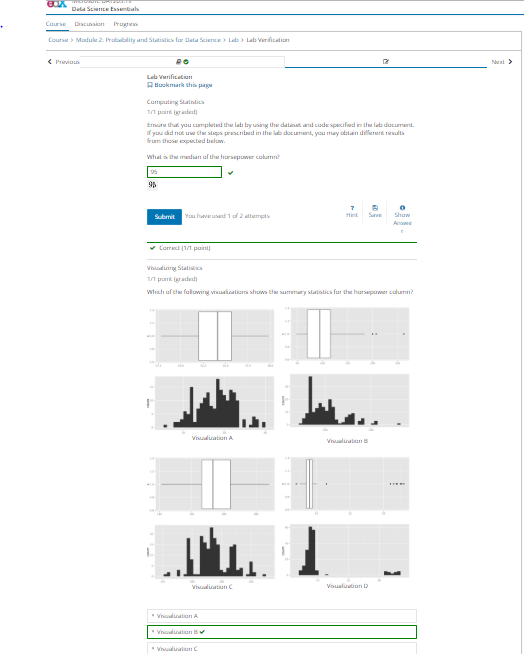 edX
Data Science Essentials
Course Discussion Progress
Course > Module 2: Probability and Statistics for Data Science > Lab > Lab Verification
Previous
Next
Lab Verification
Bookmark this page
Computing Statistics
1/1 point (graded)
Ensure that you completed the lab by using the dataset and code specified in the lab document.
If you did not use the steps prescribed in the lab document, you may obtain different results
from those expected below.
What is the median of the horsepower column?
95
95
Submit You have used 1 of 2 attempts
Hint Save Show
Answe
r
Correct (1/1 point)
Visualizing Statistics
1/1 point (graded)
Which of the following visualizations shows the summary statistics for the horsepower column?
Visualization A
Visualization B
Visualization C
Visualization D
Visualization A
Visualization B
Visualization C